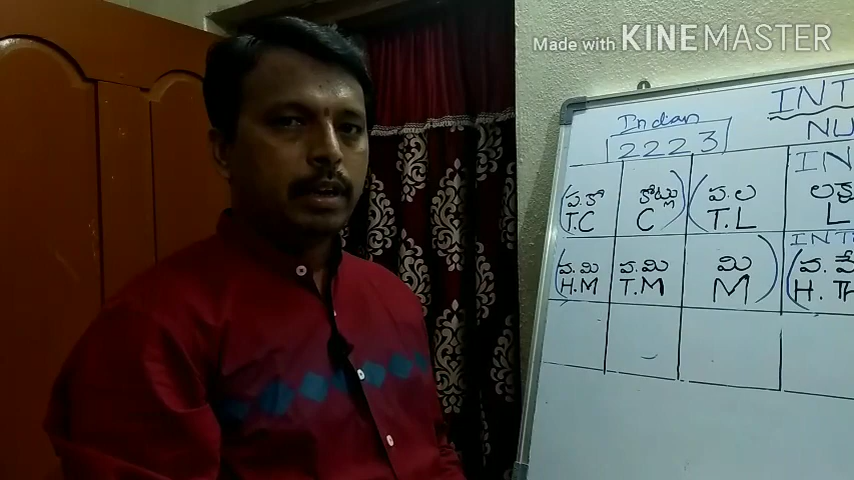 Made with KINEMASTER
Indian
2223
INT
NU
IN
(ప.కో కోట్లు) (ప.ల లక్ష
T.C C T.L L
INT
(ప.మి ప.మి మి) (వ.వే
H.M T.M M H.TH